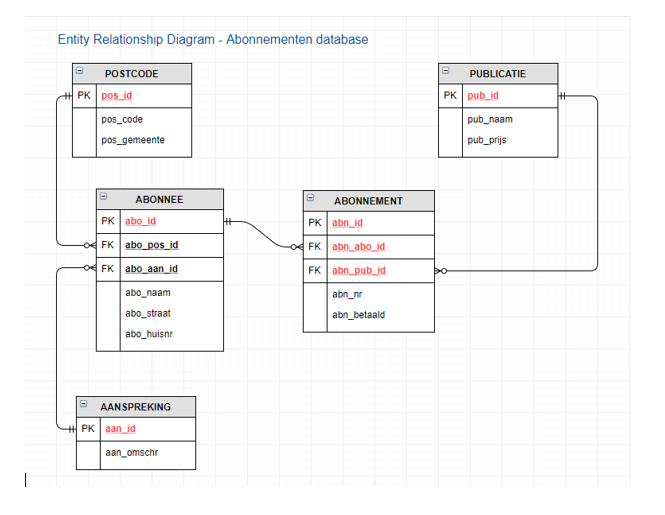 Entity Relationship Diagram - Abonnementen database
POSTCODE
PK pos_id
pos_code
pos_gemeente
PUBLICATIE
PK pub_id
pub_naam
pub_prijs
ABONNEE
PK abo_id
FK abo_pos_id
FK abo_aan_id
abo_naam
abo_straat
abo_huisnr
ABONNEMENT
PK abn_id
FK abn_abo_id
FK abn_pub_id
abn_nr
abn_betaald
AANSPREKING
PK aan_id
aan_omschr